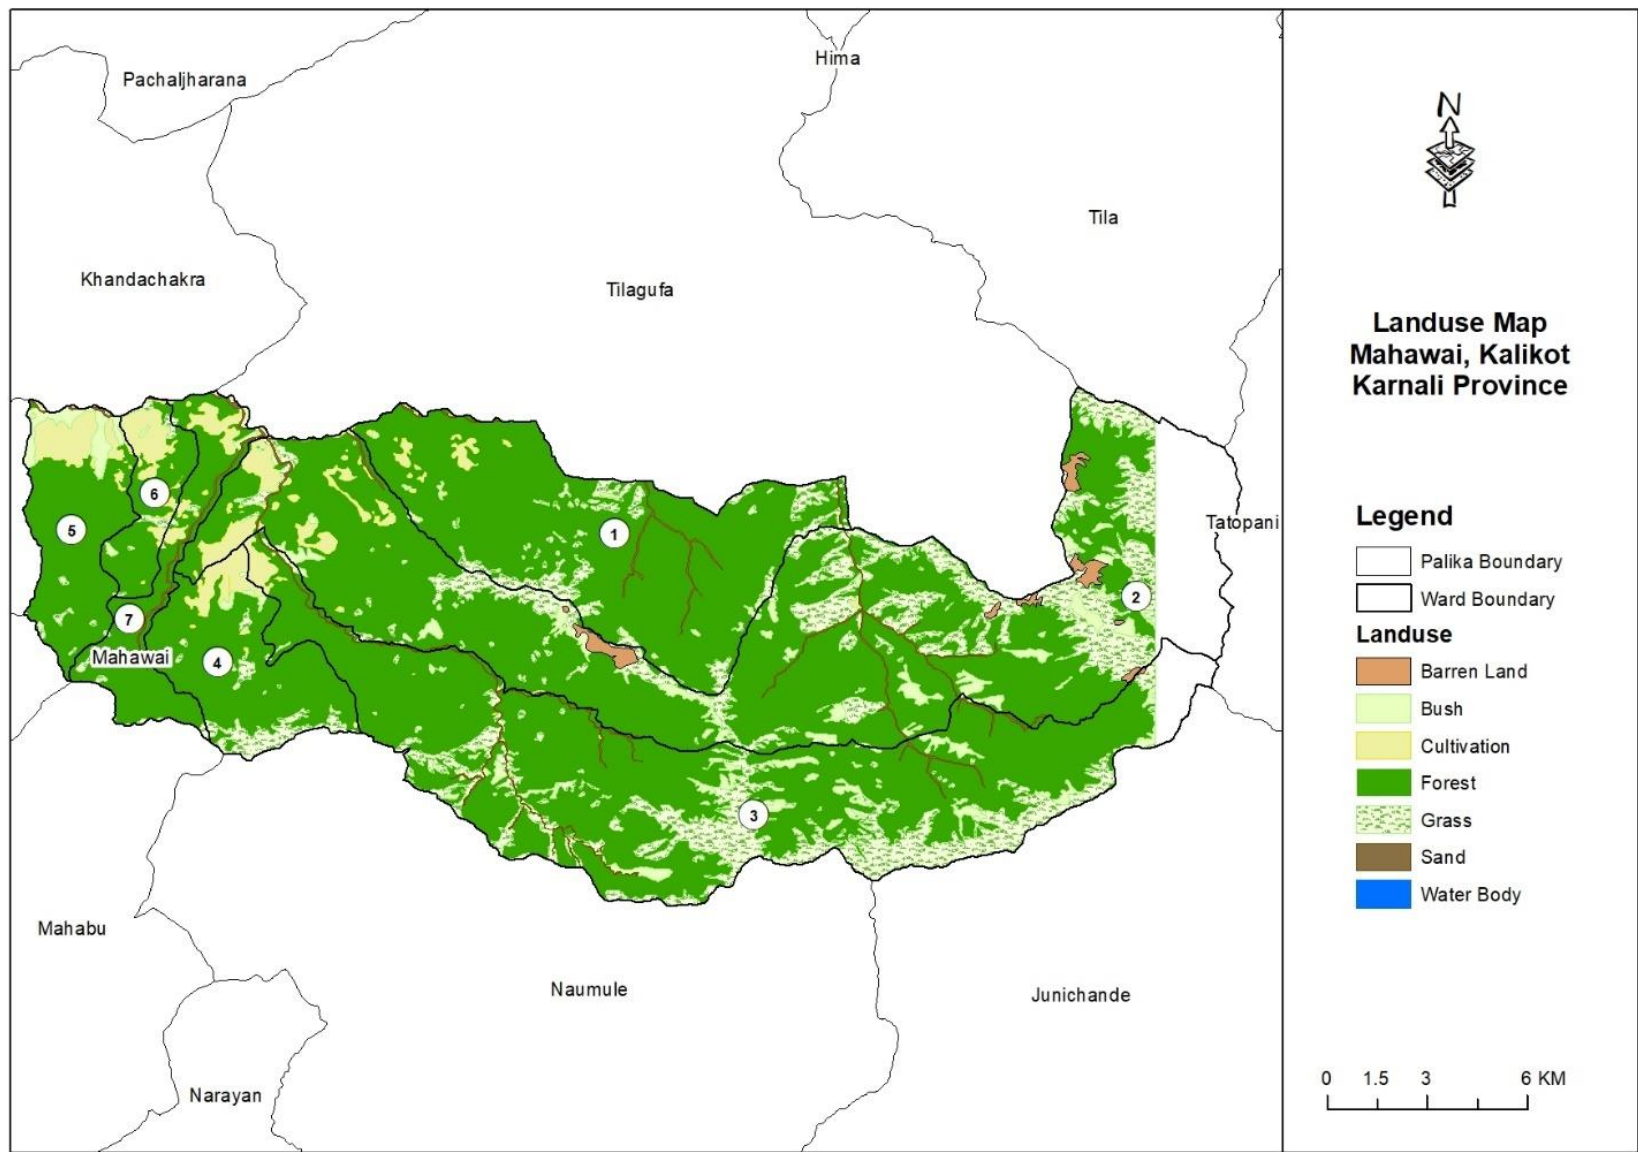 Hima
Pachaljharana
Tila
Khandachakra
Tilagufa
6
5
1
Tatopani
2
7
Mahawai
4
3
Mahabu
Naumule
Junichande
Narayan
N
Landuse Map
Mahawai, Kalikot
Karnali Province
Legend
Palika Boundary
Ward Boundary
Landuse
Barren Land
Bush
Cultivation
Forest
Grass
Sand
Water Body
0 1.5 3 6 KM